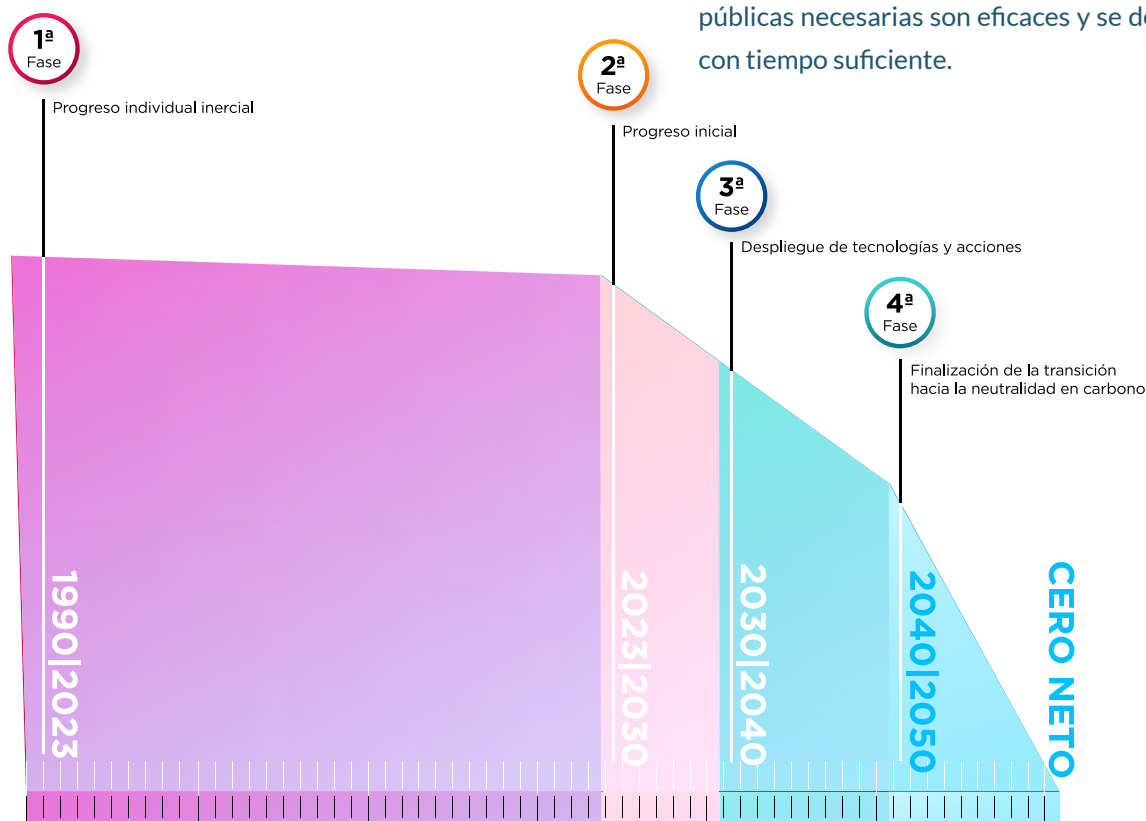 públicas necesarias son eficaces y se
con tiempo suficiente.
1ª
Fase
Progreso individual inercial
2ª
Fase
Progreso inicial
3ª
Fase
Despliegue de tecnologías y acciones
4ª
Fase
Finalización de la transición
hacia la neutralidad en carbono
1990|2023
2023|2030
2030|2040
2040|2050
CERO NETO